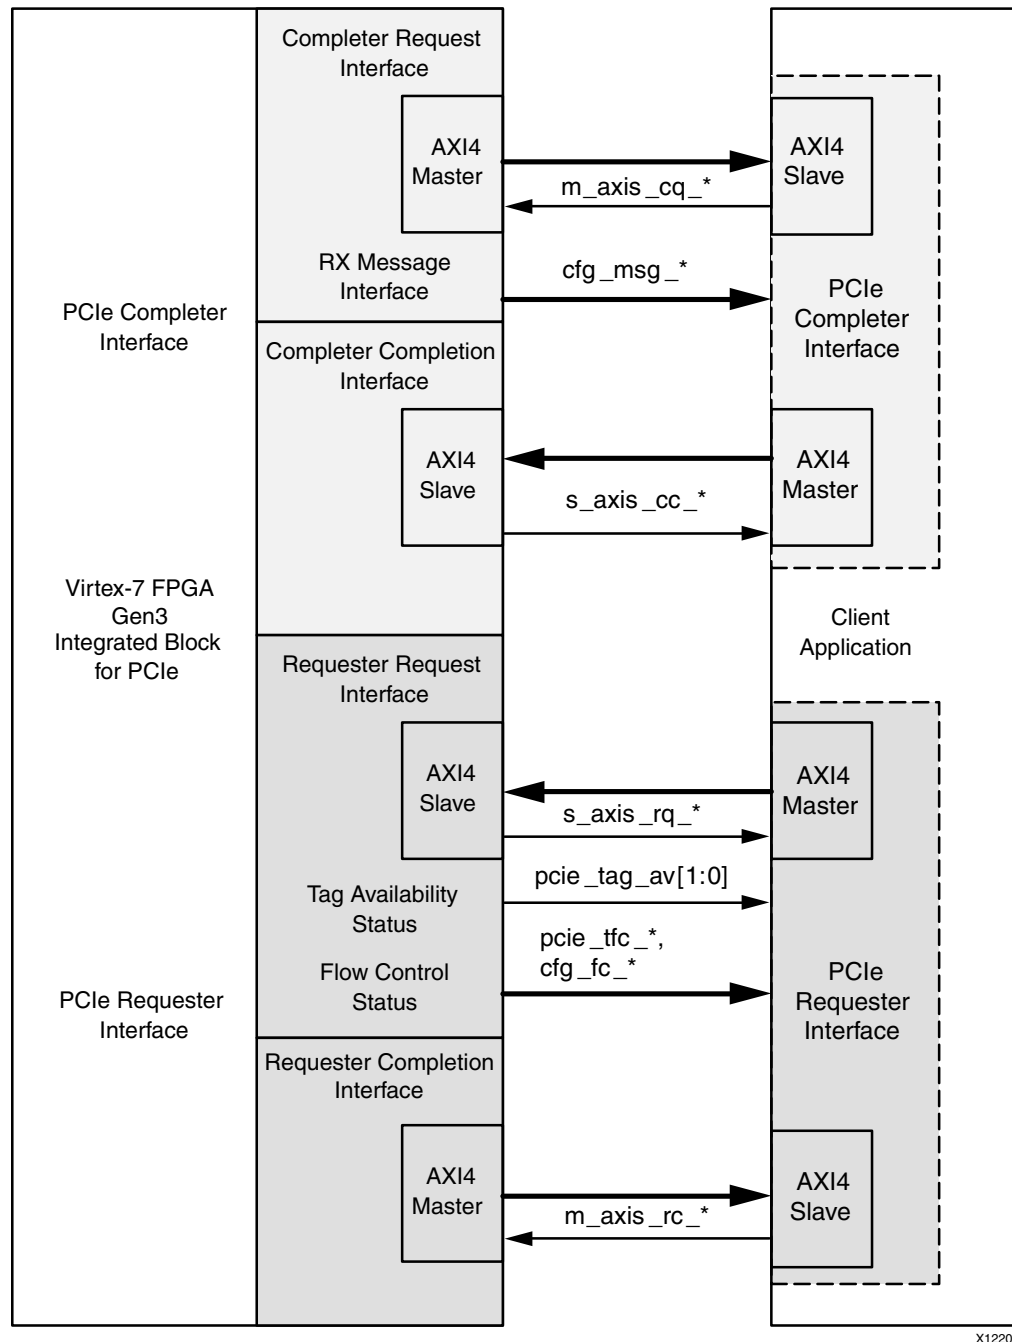 Completer Request
Interface
AXI4
Master
AXI4
Slave
m_axis_cq_*
RX Message
Interface
cfg_msg_*
PCIe Completer
Interface
PCIe
Completer
Interface
Completer Completion
Interface
AXI4
Slave
AXI4
Master
s_axis_cc_*
Virtex-7 FPGA
Gen3
Integrated Block
for PCIe
Client
Application
Requester Request
Interface
AXI4
Slave
AXI4
Master
s_axis_rq_*
pcie_tag_av[1:0]
Tag Availability
Status
pcie_tfc_*,
cfg_fc_*
Flow Control
Status
PCIe Requester
Interface
PCIe
Requester
Interface
Requester Completion
Interface
AXI4
Master
AXI4
Slave
m_axis_rc_*
X1220